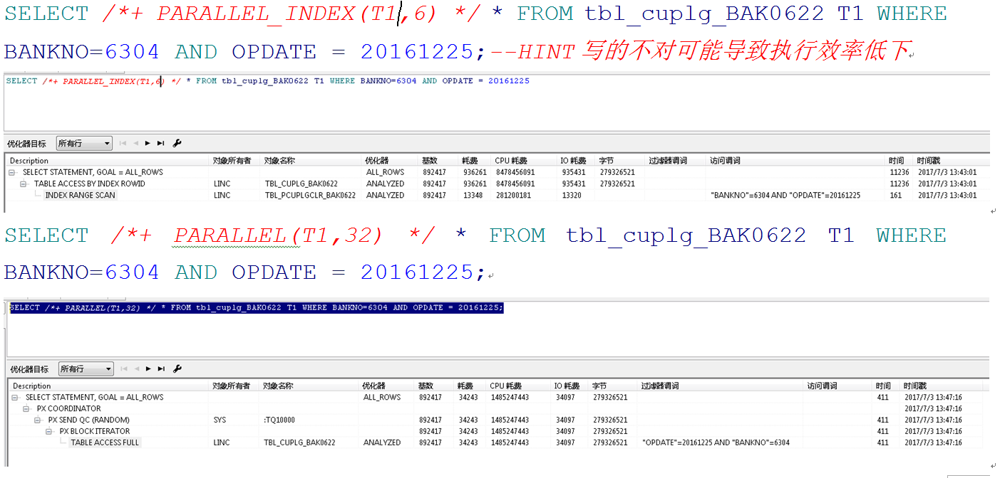 SELECT /*+ PARALLEL_INDEX(T1,6) */ * FROM tbl_cuplg_BAK0622 T1 WHERE
BANKNO=6304 AND OPDATE = 20161225;--HINT 写的不对可能导致执行效率低下
SELECT /*+ PARALLEL_INDEX(T1,6) */ * FROM tbl_cuplg_BAK0622 T1 WHERE BANKNO=6304 AND OPDATE = 20161225
优化器目标 所有行
Description 对象所有者 对象名称 优化器 基数 耗费 CPU 耗费 IO 耗费 字节 过滤器谓词 访问谓词 时间 时间戳
SELECT STATEMENT, GOAL = ALL_ROWS ALL_ROWS 892417 936261 8478456091 935431 279326521 11236 2017/7/3 13:43:01
TABLE ACCESS BY INDEX ROWID LINC TBL_CUPLG_BAK0622 ANALYZED 892417 936261 8478456091 935431 279326521 11236 2017/7/3 13:43:01
INDEX RANGE SCAN LINC TBL_PCUPLGCLR_BAK0622 ANALYZED 892417 13348 281200181 13320 "BANKNO"=6304 AND "OPDATE"=20161225 161 2017/7/3 13:43:01
SELECT /*+ PARALLEL(T1,32) */ * FROM tbl_cuplg_BAK0622 T1 WHERE
BANKNO=6304 AND OPDATE = 20161225;
SELECT /*+ PARALLEL(T1,32) */ * FROM tbl_cuplg_BAK0622 T1 WHERE BANKNO=6304 AND OPDATE = 20161225;
优化器目标 所有行
Description 对象所有者 对象名称 优化器 基数 耗费 CPU 耗费 IO 耗费 字节 过滤器谓词 访问谓词 时间 时间戳
SELECT STATEMENT, GOAL = ALL_ROWS ALL_ROWS 892417 34243 1485247443 34097 279326521 411 2017/7/3 13:47:16
PX COORDINATOR 2017/7/3 13:47:16
PX SEND QC (RANDOM) SYS :TQ10000 892417 34243 1485247443 34097 279326521 411 2017/7/3 13:47:16
PX BLOCK ITERATOR 892417 34243 1485247443 34097 279326521 411 2017/7/3 13:47:16
TABLE ACCESS FULL LINC TBL_CUPLG_BAK0622 ANALYZED 892417 34243 1485247443 34097 279326521 "OPDATE"=20161225 AND "BANKNO"=6304 411 2017/7/3 13:47:16